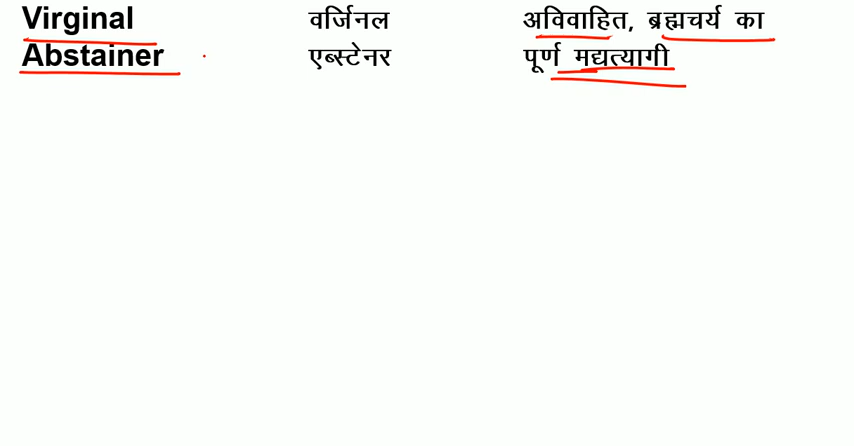 Virginal वर्जिनल अविवाहित, ब्रह्मचर्य का
Abstainer एब्स्टेनर पूर्ण मद्यत्यागी